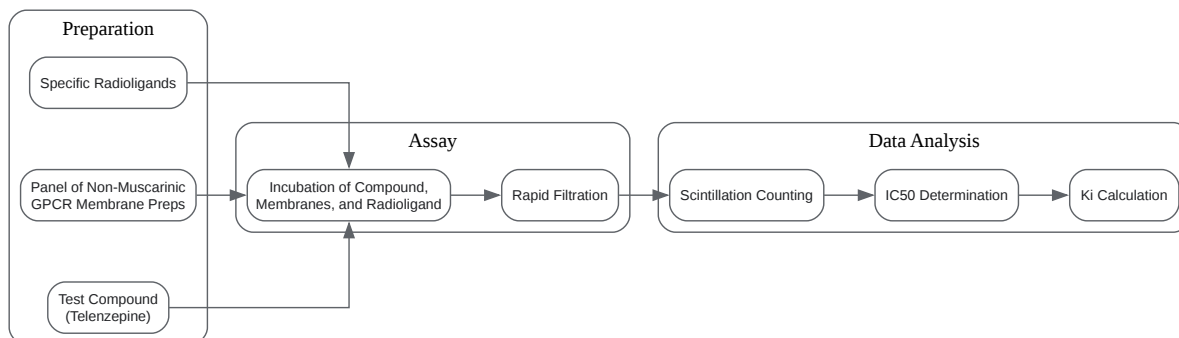 Preparation
Specific Radioligands
Panel of Non-Muscarinic
GPCR Membrane Preps
Test Compound
(Telenzepine)
Assay
Incubation of Compound,
Membranes, and Radioligand
Rapid Filtration
Data Analysis
Scintillation Counting
IC50 Determination
Ki Calculation